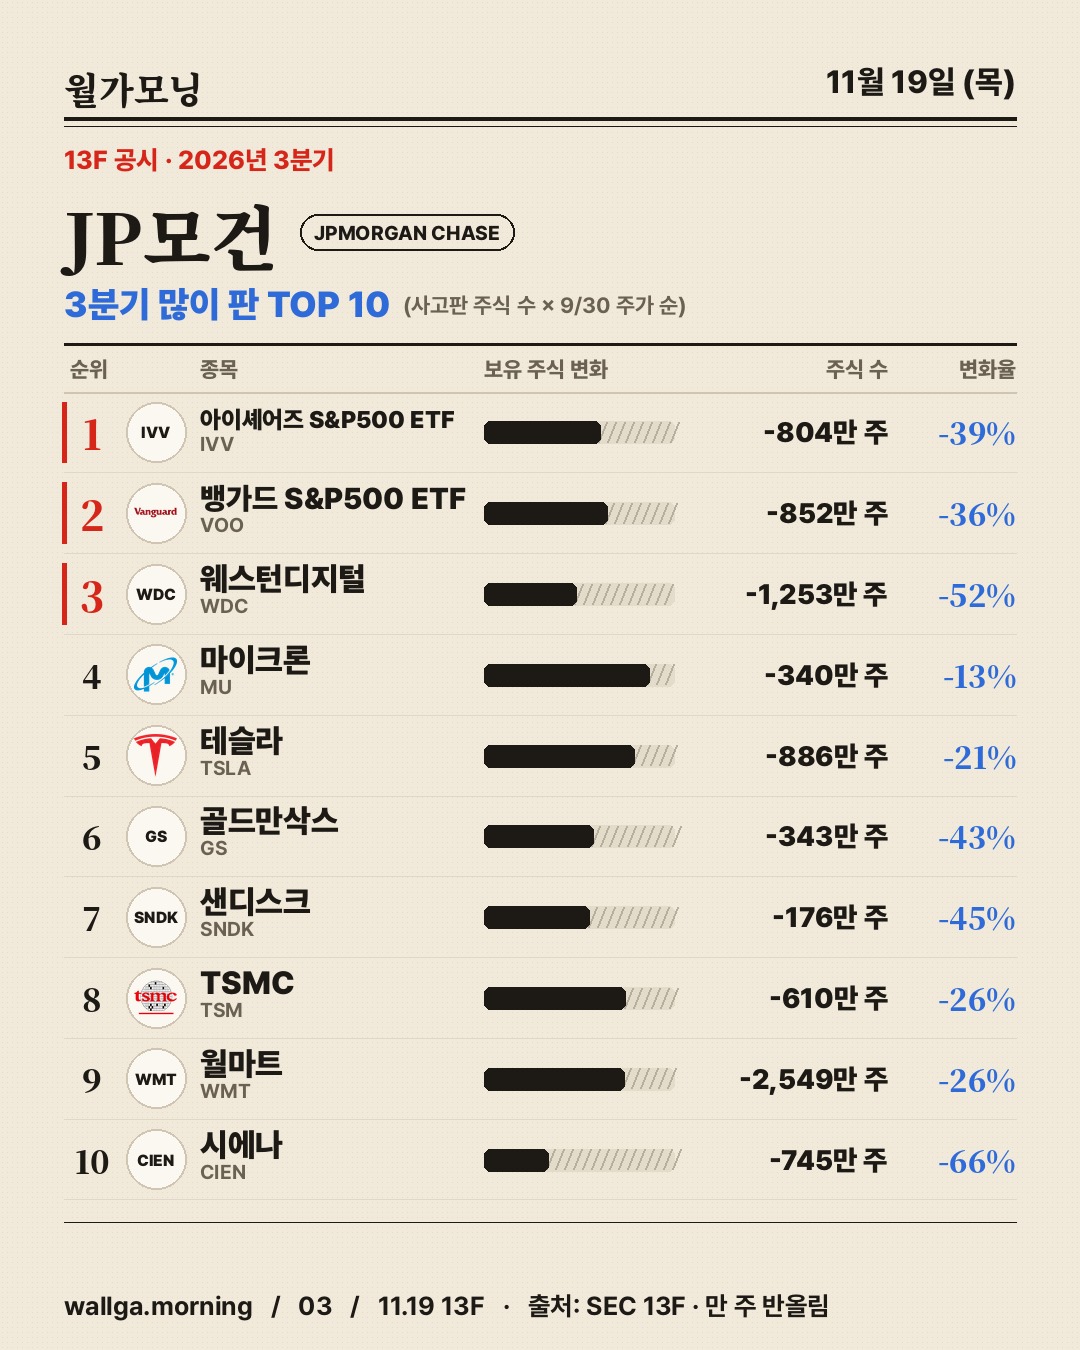 월가모닝
11월 19일 (목)
13F 공시 · 2026년 3분기
JP모건 JPMORGAN CHASE
3분기 많이 판 TOP 10 (사고판 주식 수 × 9/30 주가 순)
순위 종목 보유 주식 변화 주식 수 변화율
1 IVV 아이셰어즈 S&P500 ETF -804만 주 -39%
IVV
2 Vanguard 뱅가드 S&P500 ETF -852만 주 -36%
VOO
3 WDC 웨스턴디지털 -1,253만 주 -52%
WDC
4 마이크론 -340만 주 -13%
MU
5 테슬라 -886만 주 -21%
TSLA
6 GS 골드만삭스 -343만 주 -43%
GS
7 SNDK 샌디스크 -176만 주 -45%
SNDK
8 tsmc TSMC -610만 주 -26%
TSM
9 WMT 월마트 -2,549만 주 -26%
WMT
10 CIEN 시에나 -745만 주 -66%
CIEN
wallga.morning / 03 / 11.19 13F · 출처: SEC 13F · 만 주 반올림